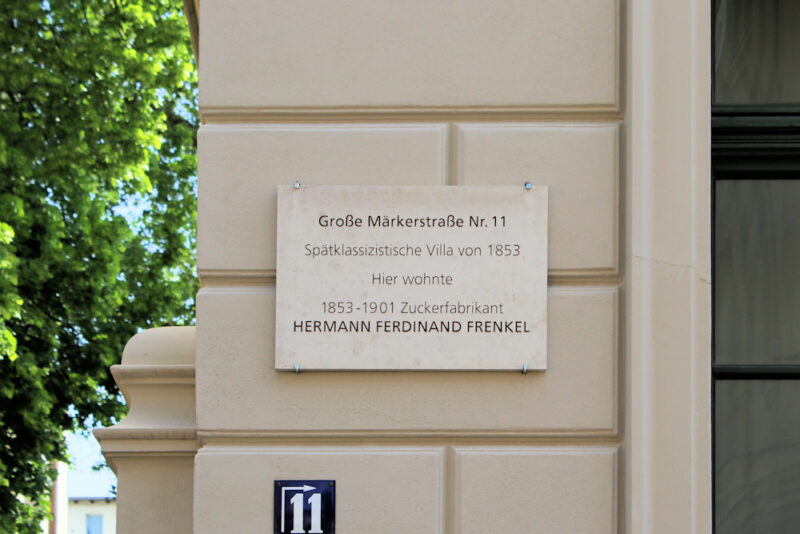 Große Märkerstraße Nr. 11
Spätklassizistische Villa von 1853
Hier wohnte
1853-1901 Zuckerfabrikant
HERMANN FERDINAND FRENKEL
11